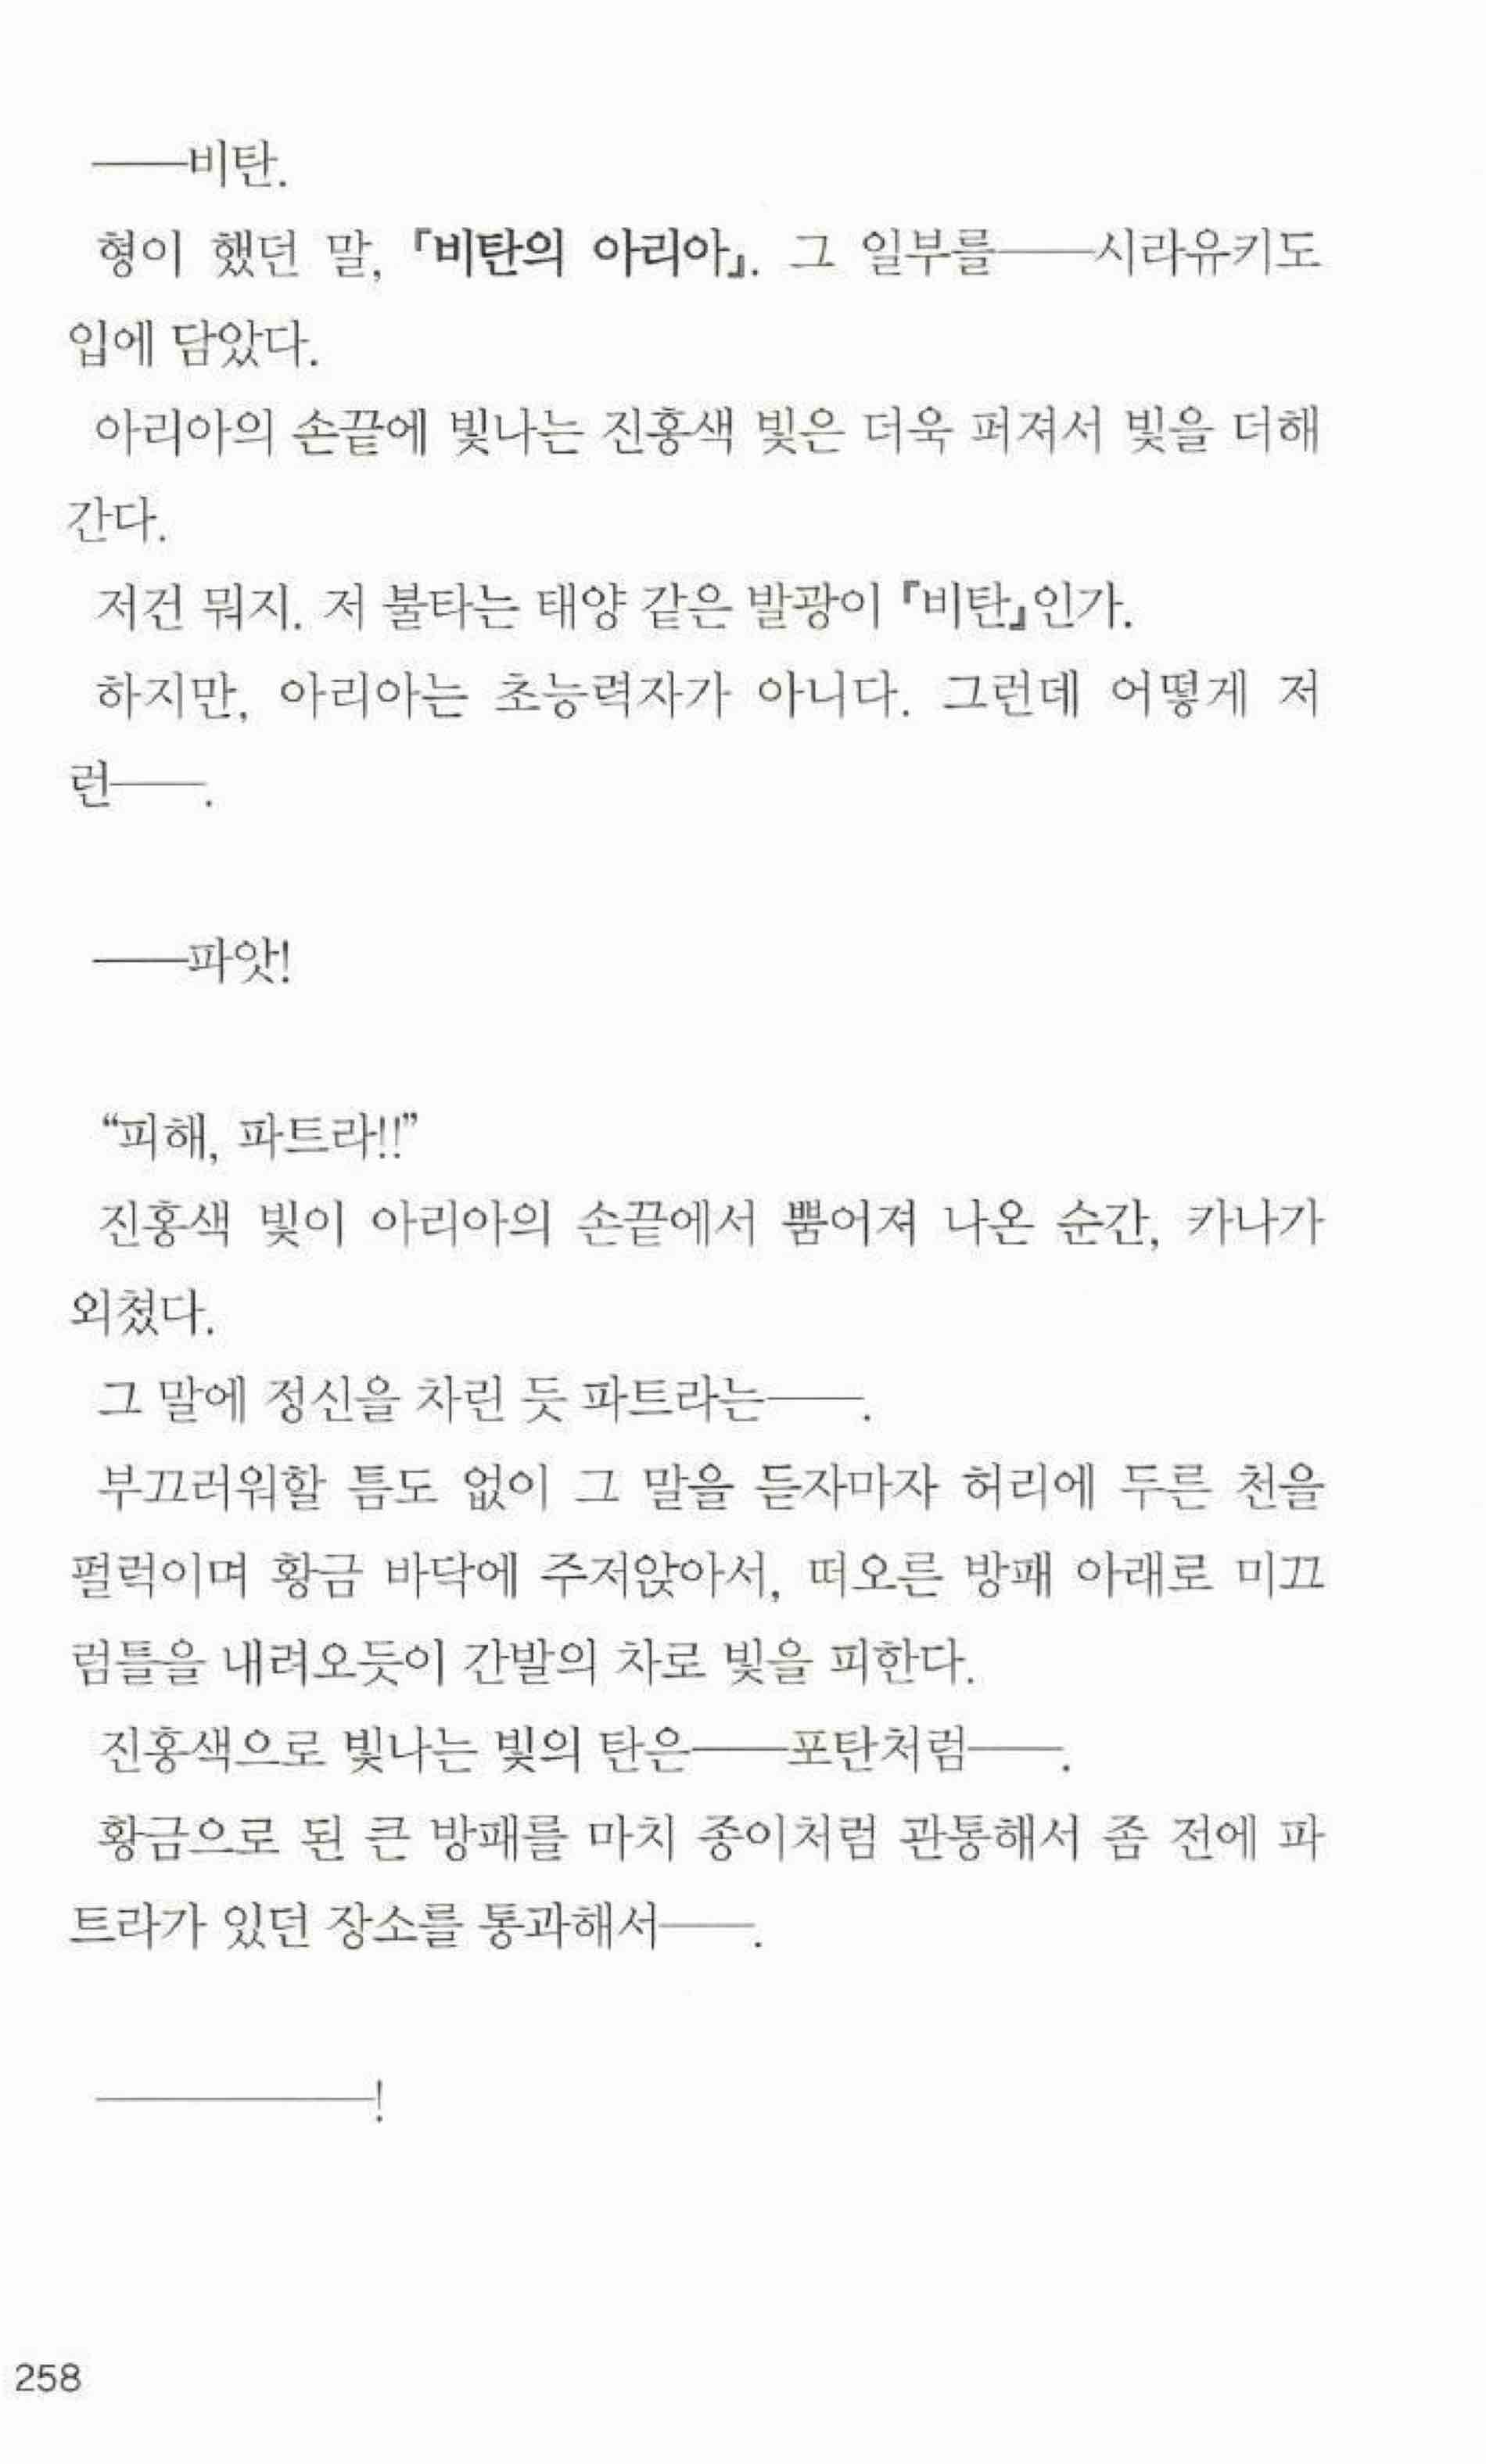 ――비탄.
형이 했던 말, 『비탄의 아리아』. 그 일부를――시라유키도
입에 담았다.
아리아의 손끝에 빛나는 진홍색 빛은 더욱 퍼져서 빛을 더해
간다.
저건 뭐지. 저 불타는 태양 같은 발광이 『비탄』인가.
하지만, 아리아는 초능력자가 아니다. 그런데 어떻게 저
런――.
――파앗!
“피해, 파트라!!”
진홍색 빛이 아리아의 손끝에서 뿜어져 나온 순간, 카나가
외쳤다.
그 말에 정신을 차린 듯 파트라는――.
부끄러워할 틈도 없이 그 말을 듣자마자 허리에 두른 천을
펄럭이며 황금 바닥에 주저앉아서, 떠오른 방패 아래로 미끄
럼틀을 내려오듯이 간발의 차로 빛을 피한다.
진홍색으로 빛나는 빛의 탄은――포탄처럼――.
황금으로 된 큰 방패를 마치 종이처럼 관통해서 좀 전에 파
트라가 있던 장소를 통과해서――.
――――――!
258